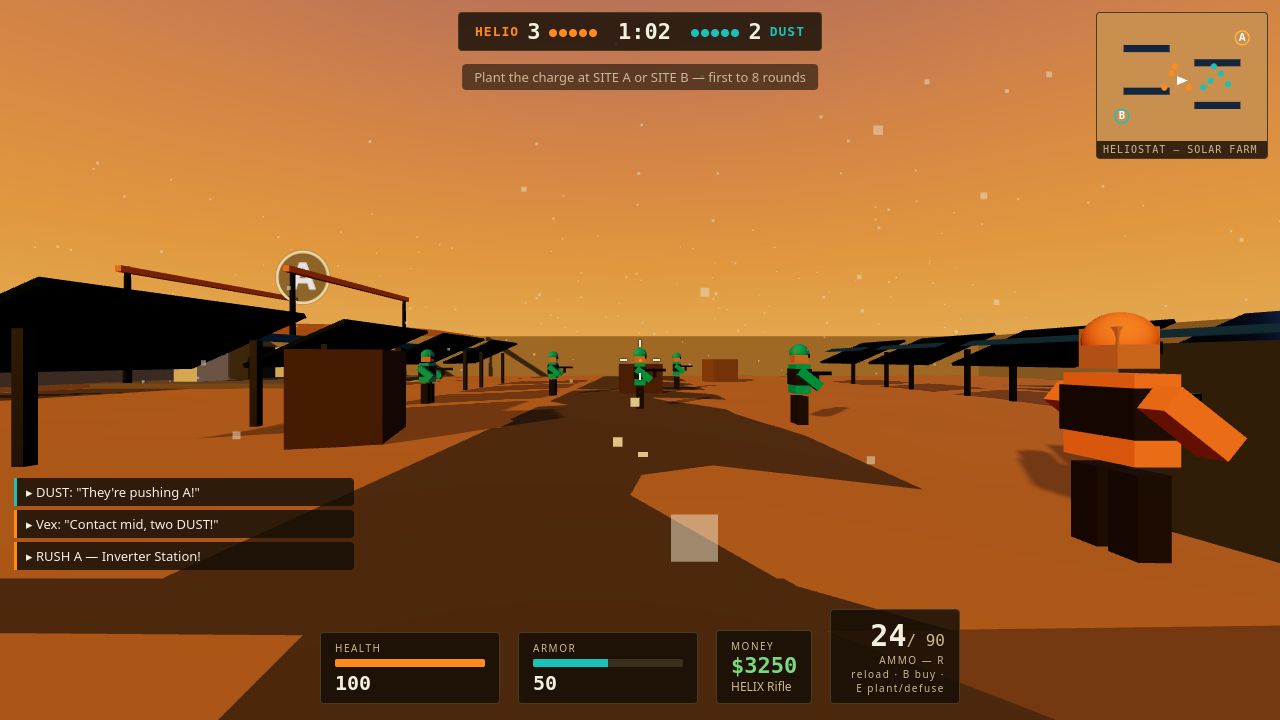 HELIO 3 1:02 2 DUST
Plant the charge at SITE A or SITE B — first to 8 rounds
A
B
HELIOSTAT — SOLAR FARM
A
▸ DUST: "They're pushing A!"
▸ Vex: "Contact mid, two DUST!"
▸ RUSH A — Inverter Station!
HEALTH
100
ARMOR
50
MONEY
$3250
HELIX Rifle
24 / 90
AMMO — R
reload · B buy ·
E plant/defuse